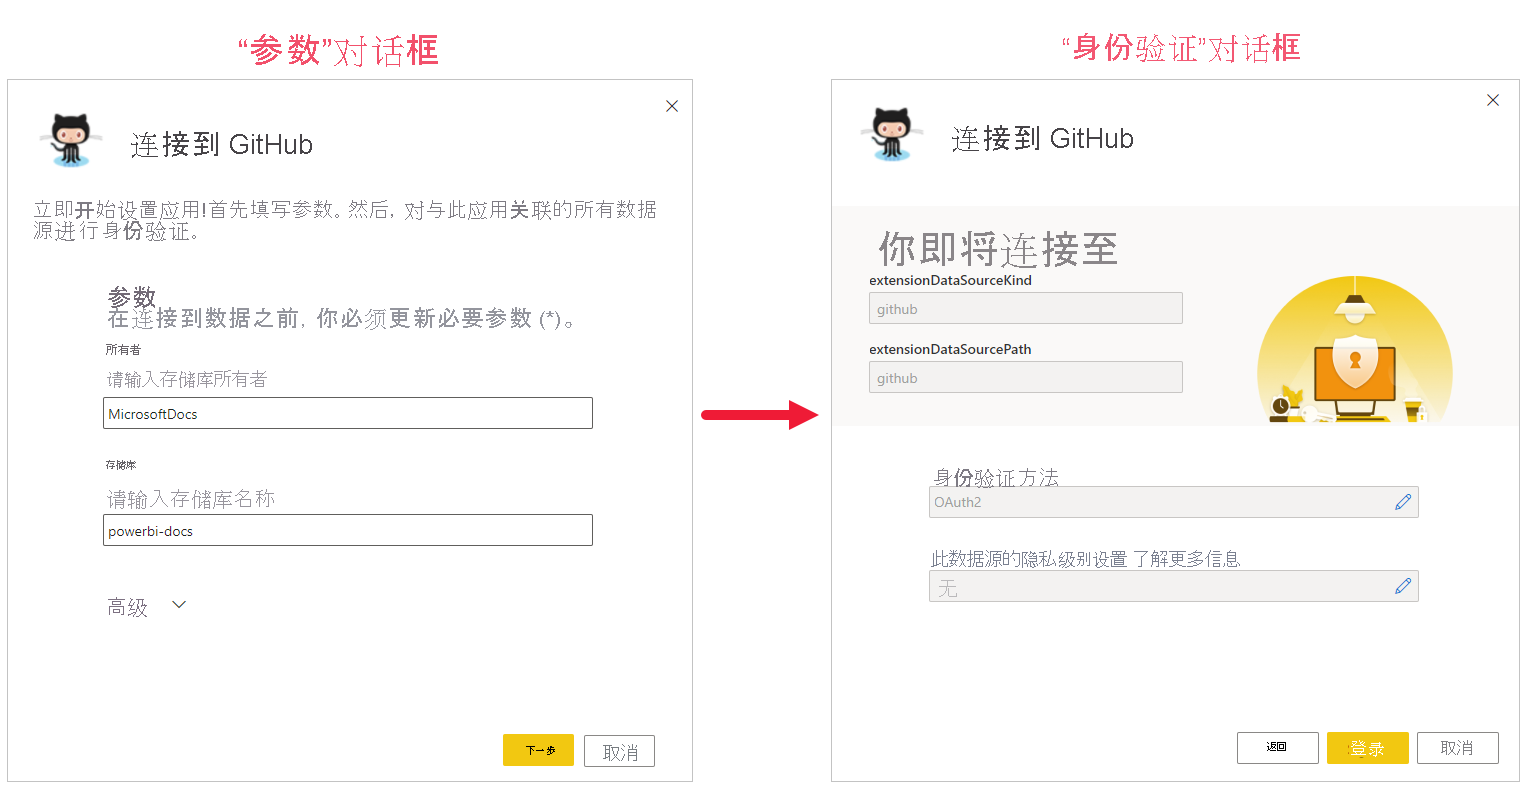 “参数”对话框
连接到 GitHub
立即开始设置应用!首先填写参数。然后, 对与此应用关联的所有数据
源进行身份验证。
参数
在连接到数据之前, 你必须更新必要参数 (*)。
所有者
请输入存储库所有者
MicrosoftDocs
存储库
请输入存储库名称
powerbi-docs
高级
下一步
取消
“身份验证”对话框
连接到 GitHub
你即将连接至
extensionDataSourceKind
github
extensionDataSourcePath
github
身份验证方法
OAuth2
此数据源的隐私级别设置 了解更多信息
无
返回
登录
取消